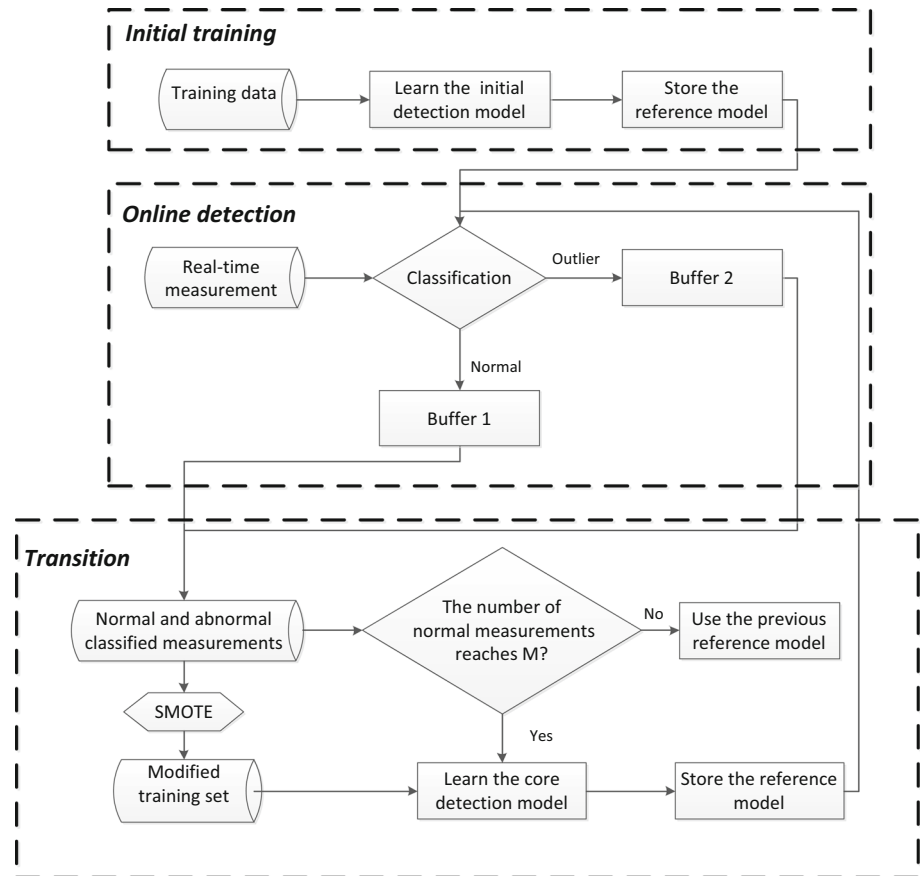 Initial training
Training data
Learn the initial
detection model
Store the
reference model
Online detection
Real-time
measurement
Classification
Outlier
Buffer 2
Normal
Buffer 1
Transition
Normal and abnormal
classified measurements
The number of
normal measurements
reaches M?
No
Use the previous
reference model
SMOTE
Yes
Modified
training set
Learn the core
detection model
Store the reference
model